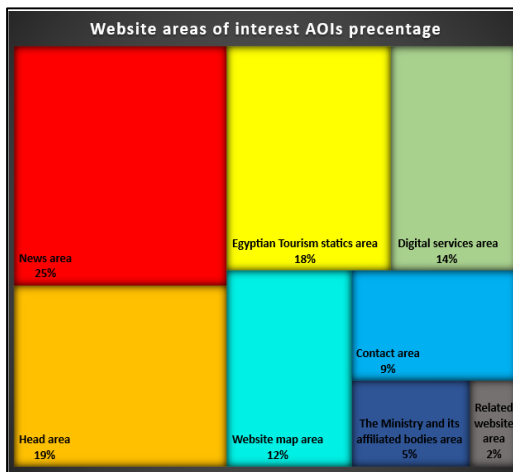 Website areas of interest AOIs precentage
News area
25%
Egyptian Tourism statics area
18%
Digital services area
14%
Head area
19%
Website map area
12%
Contact area
9%
The Ministry and its
affiliated bodies area
5%
Related
website
area
2%